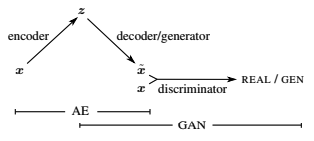 z
encoder decoder/generator
x x̃
x discriminator REAL / GEN
AE
GAN